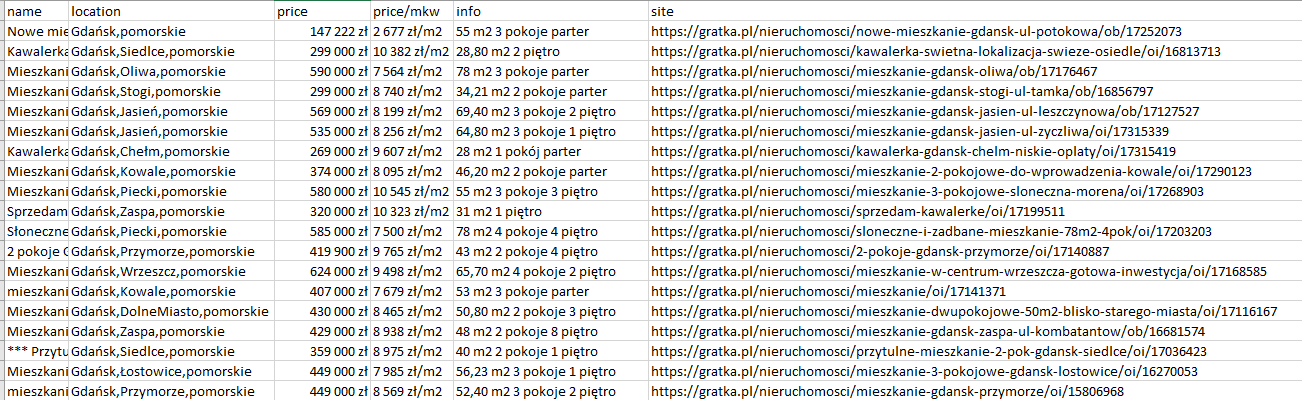 name location price price/mkw info site
Nowe mie Gdańsk,pomorskie 147 222 zł 2 677 zł/m2 55 m2 3 pokoje parter https://gratka.pl/nieruchomosci/nowe-mieszkanie-gdansk-ul-potokowa/ob/17252073
Kawalerka Gdańsk,Siedlce,pomorskie 299 000 zł 10 382 zł/m2 28,80 m2 2 piętro https://gratka.pl/nieruchomosci/kawalerka-swietna-lokalizacja-swieze-osiedle/oi/16813713
Mieszkani Gdańsk,Oliwa,pomorskie 590 000 zł 7 564 zł/m2 78 m2 3 pokoje parter https://gratka.pl/nieruchomosci/mieszkanie-gdansk-oliwa/ob/17176467
Mieszkani Gdańsk,Stogi,pomorskie 299 000 zł 8 740 zł/m2 34,21 m2 2 pokoje parter https://gratka.pl/nieruchomosci/mieszkanie-gdansk-stogi-ul-tamka/ob/16856797
Mieszkani Gdańsk,Jasień,pomorskie 569 000 zł 8 199 zł/m2 69,40 m2 3 pokoje 2 piętro https://gratka.pl/nieruchomosci/mieszkanie-gdansk-jasien-ul-leszczynowa/ob/17127527
Mieszkani Gdańsk,Jasień,pomorskie 535 000 zł 8 256 zł/m2 64,80 m2 3 pokoje 1 piętro https://gratka.pl/nieruchomosci/mieszkanie-gdansk-jasien-ul-zyczliwa/oi/17315339
Kawalerka Gdańsk,Chełm,pomorskie 269 000 zł 9 607 zł/m2 28 m2 1 pokój parter https://gratka.pl/nieruchomosci/kawalerka-gdansk-chelm-niskie-oplaty/oi/17315419
Mieszkani Gdańsk,Kowale,pomorskie 374 000 zł 8 095 zł/m2 46,20 m2 2 pokoje parter https://gratka.pl/nieruchomosci/mieszkanie-2-pokojowe-do-wprowadzenia-kowale/oi/17290123
Mieszkani Gdańsk,Piecki,pomorskie 580 000 zł 10 545 zł/m2 55 m2 3 pokoje 3 piętro https://gratka.pl/nieruchomosci/mieszkanie-3-pokojowe-sloneczna-morena/oi/17268903
Sprzedam Gdańsk,Zaspa,pomorskie 320 000 zł 10 323 zł/m2 31 m2 1 piętro https://gratka.pl/nieruchomosci/sprzedam-kawalerke/oi/17199511
Słoneczne Gdańsk,Piecki,pomorskie 585 000 zł 7 500 zł/m2 78 m2 4 pokoje 4 piętro https://gratka.pl/nieruchomosci/sloneczne-i-zadbane-mieszkanie-78m2-4pok/oi/17203203
2 pokoje G Gdańsk,Przymorze,pomorskie 419 900 zł 9 765 zł/m2 43 m2 2 pokoje 4 piętro https://gratka.pl/nieruchomosci/2-pokoje-gdansk-przymorze/oi/17140887
Mieszkani Gdańsk,Wrzeszcz,pomorskie 624 000 zł 9 498 zł/m2 65,70 m2 4 pokoje 2 piętro https://gratka.pl/nieruchomosci/mieszkanie-w-centrum-wrzeszcza-gotowa-inwestycja/oi/17168585
mieszkani Gdańsk,Kowale,pomorskie 407 000 zł 7 679 zł/m2 53 m2 3 pokoje parter https://gratka.pl/nieruchomosci/mieszkanie/oi/17141371
Mieszkani Gdańsk,DolneMiasto,pomorskie 430 000 zł 8 465 zł/m2 50,80 m2 2 pokoje 3 piętro https://gratka.pl/nieruchomosci/mieszkanie-dwupokojowe-50m2-blisko-starego-miasta/oi/17116167
Mieszkani Gdańsk,Zaspa,pomorskie 429 000 zł 8 938 zł/m2 48 m2 2 pokoje 8 piętro https://gratka.pl/nieruchomosci/mieszkanie-gdansk-zaspa-ul-kombatantow/ob/16681574
*** Przytu Gdańsk,Siedlce,pomorskie 359 000 zł 8 975 zł/m2 40 m2 2 pokoje 1 piętro https://gratka.pl/nieruchomosci/przytulne-mieszkanie-2-pok-gdansk-siedlce/oi/17036423
Mieszkani Gdańsk,Łostowice,pomorskie 449 000 zł 7 985 zł/m2 56,23 m2 3 pokoje 1 piętro https://gratka.pl/nieruchomosci/mieszkanie-3-pokojowe-gdansk-lostowice/oi/16270053
mieszkani Gdańsk,Przymorze,pomorskie 449 000 zł 8 569 zł/m2 52,40 m2 3 pokoje 2 piętro https://gratka.pl/nieruchomosci/mieszkanie-gdansk-przymorze/oi/15806968